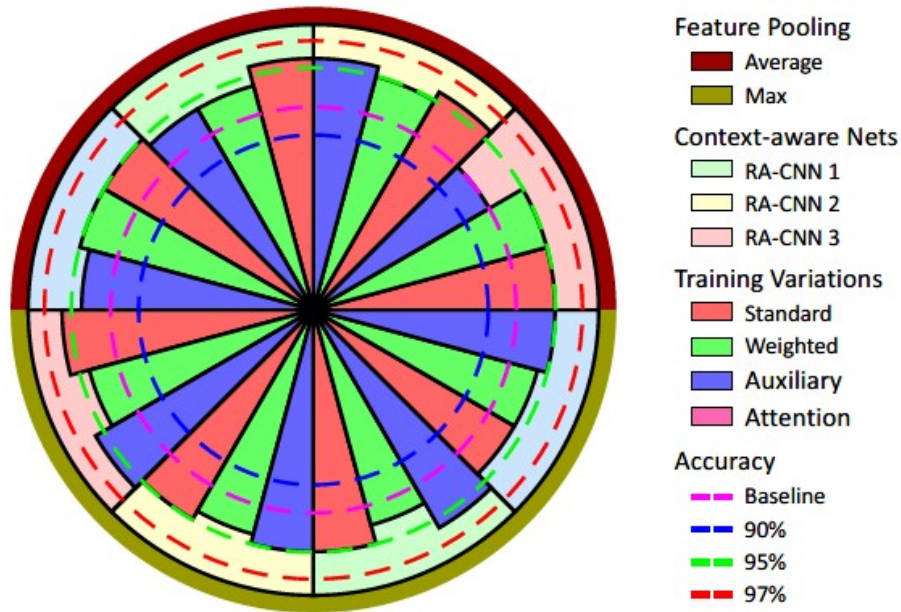 Feature Pooling
Average
Max
Context-aware Nets
RA-CNN 1
RA-CNN 2
RA-CNN 3
Training Variations
Standard
Weighted
Auxiliary
Attention
Accuracy
Baseline
90%
95%
97%